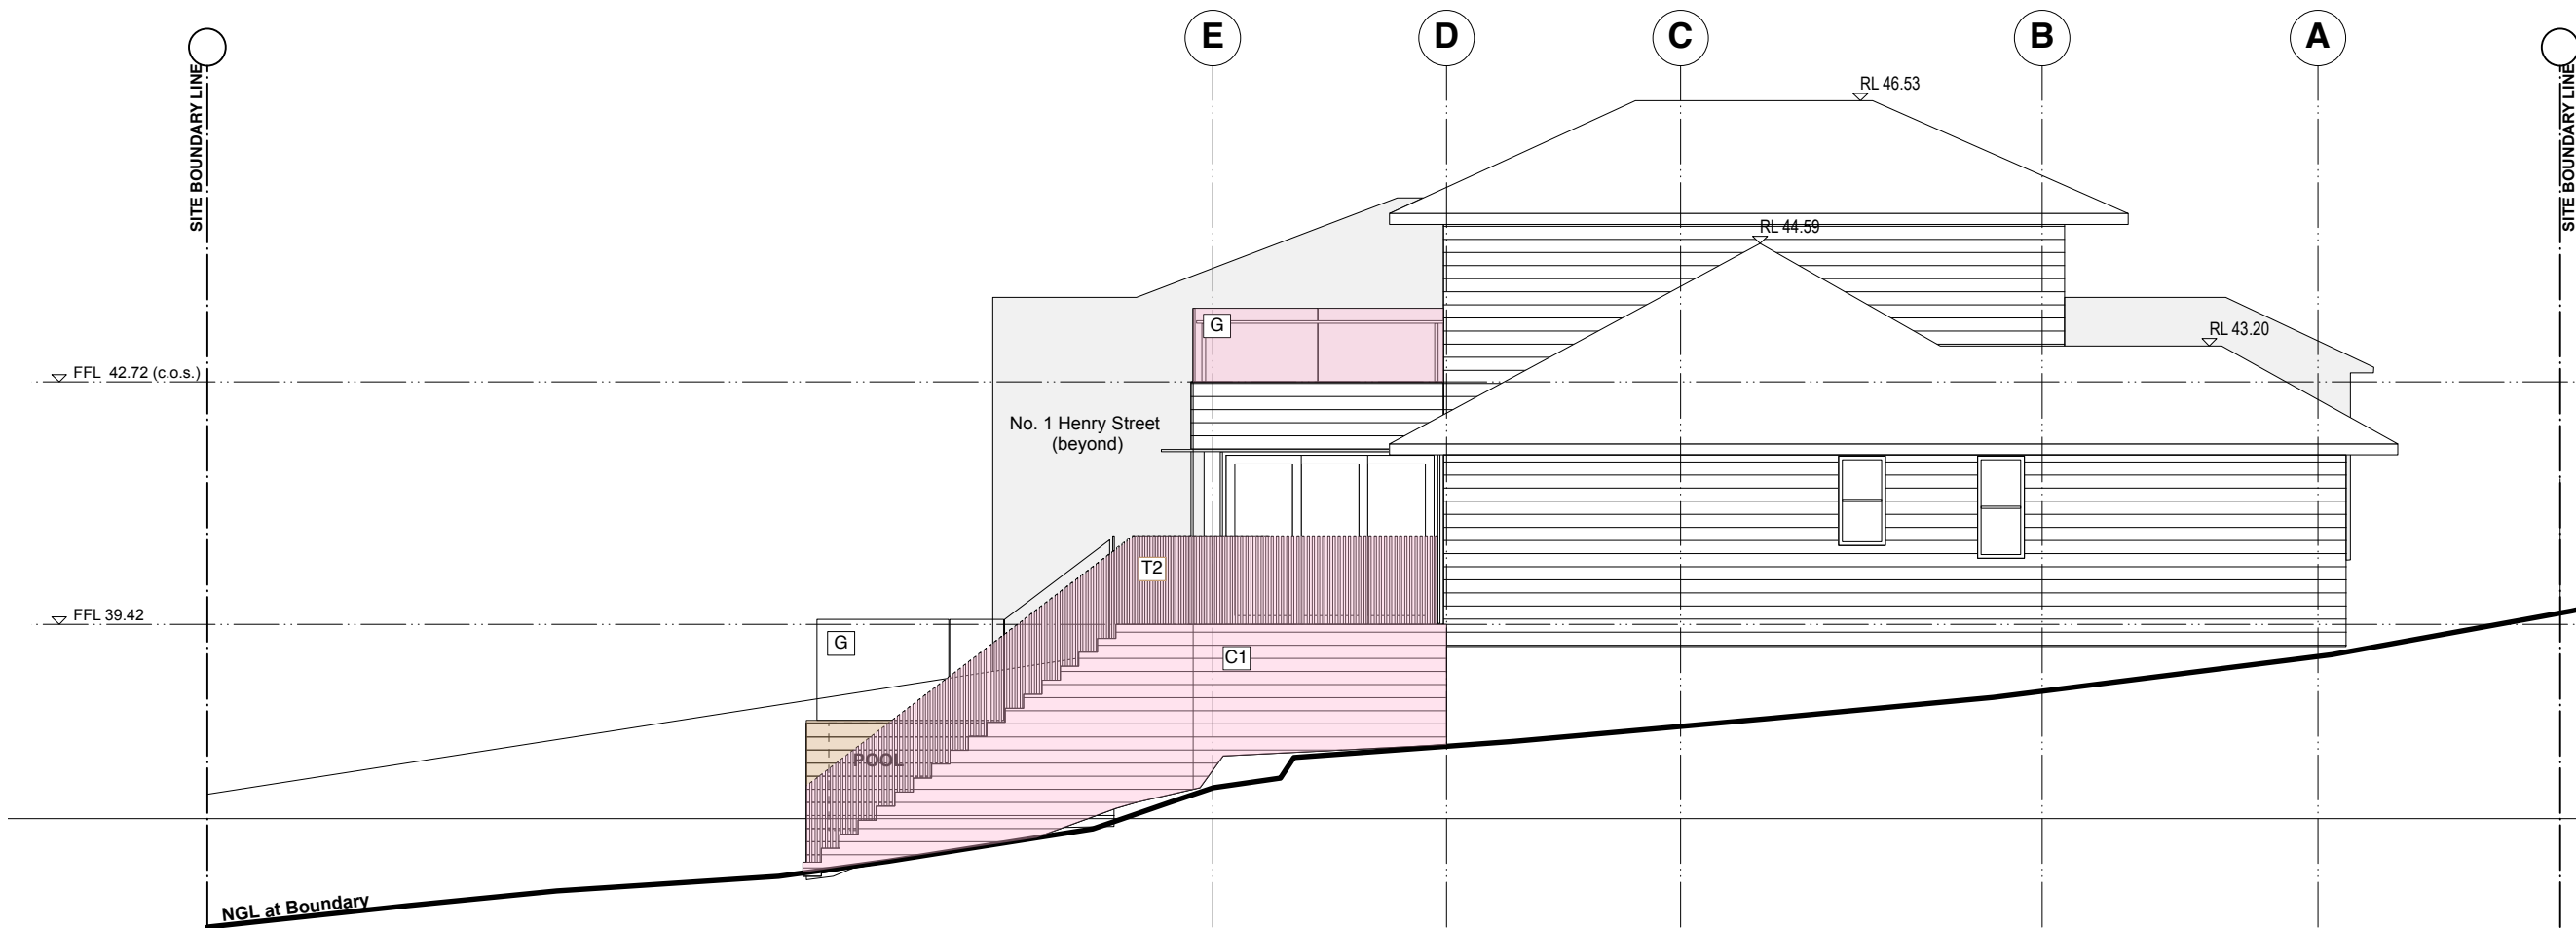 E D C B A
SITE BOUNDARY LINE
SITE BOUNDARY LINE
RL 46.53
RL 44.59
G
RL 43.20
FFL 42.72 (c.o.s.)
No. 1 Henry Street
(beyond)
T2
FFL 39.42
G
C1
POOL
NGL at Boundary